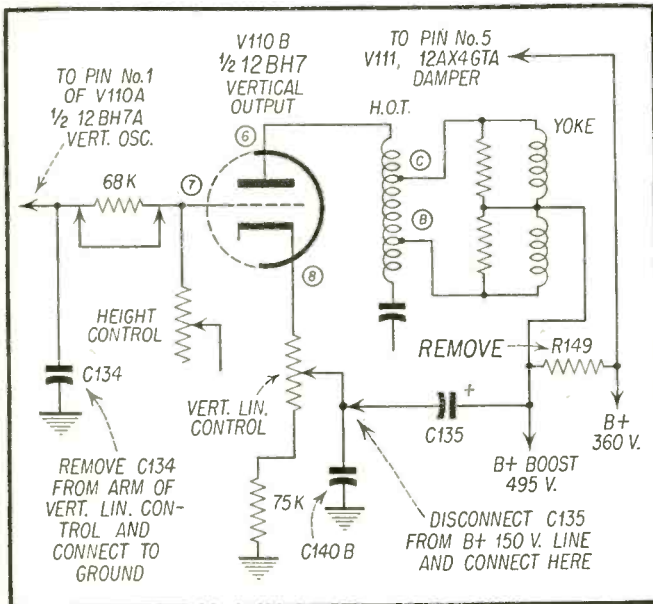 V110 B
½ 12BH7
VERTICAL
OUTPUT
TO PIN No.5
V111, 12AX4GTA
DAMPER
TO PIN No.1
OF V110A
½ 12BH7A
VERT. OSC.
H.O.T.
YOKE
6
C
68K
7
B
8
HEIGHT
CONTROL
REMOVE
R149
C134
VERT. LIN.
CONTROL
+
C135
B+
360 V.
B+ BOOST
495 V.
REMOVE C134
FROM ARM OF
VERT. LIN. CON-
TROL AND
CONNECT TO
GROUND
75K
C140B
DISCONNECT C135
FROM B+ 150 V. LINE
AND CONNECT HERE